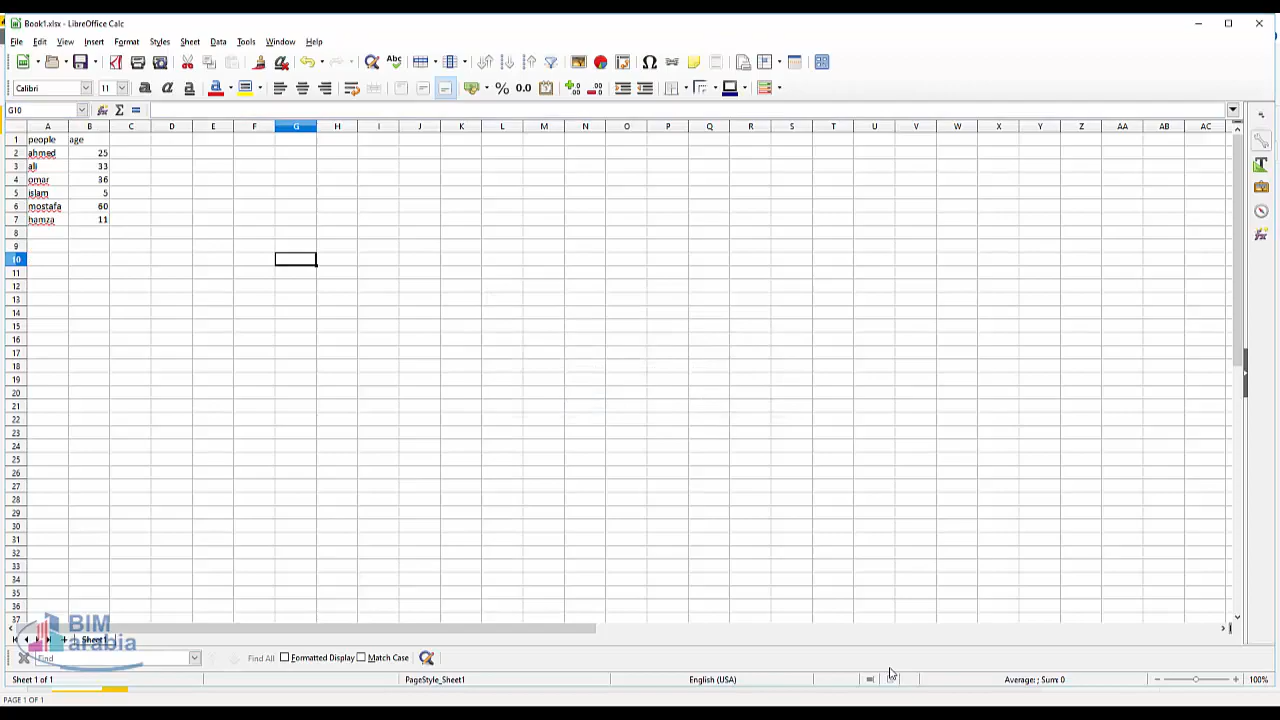 Book1.xlsx - LibreOffice Calc
File Edit View Insert Format Styles Sheet Data Tools Window Help
Calibri 11
G10
A B C D E F G H I J K L M N O P Q R S T U V W X Y Z AA AB AC
1 people age
2 ahmed 25
3 ali 33
4 omar 36
5 islam 5
6 mostafa 60
7 hamza 11
8
9
10
11
12
13
14
15
16
17
18
19
20
21
22
23
24
25
26
27
28
29
30
31
32
33
34
35
36
37
BIM
arabia
Sheet1
Find Find All Formatted Display Match Case
Sheet 1 of 1 PageStyle_Sheet1 English (USA) Average: ; Sum: 0 100%
PAGE 1 OF 1